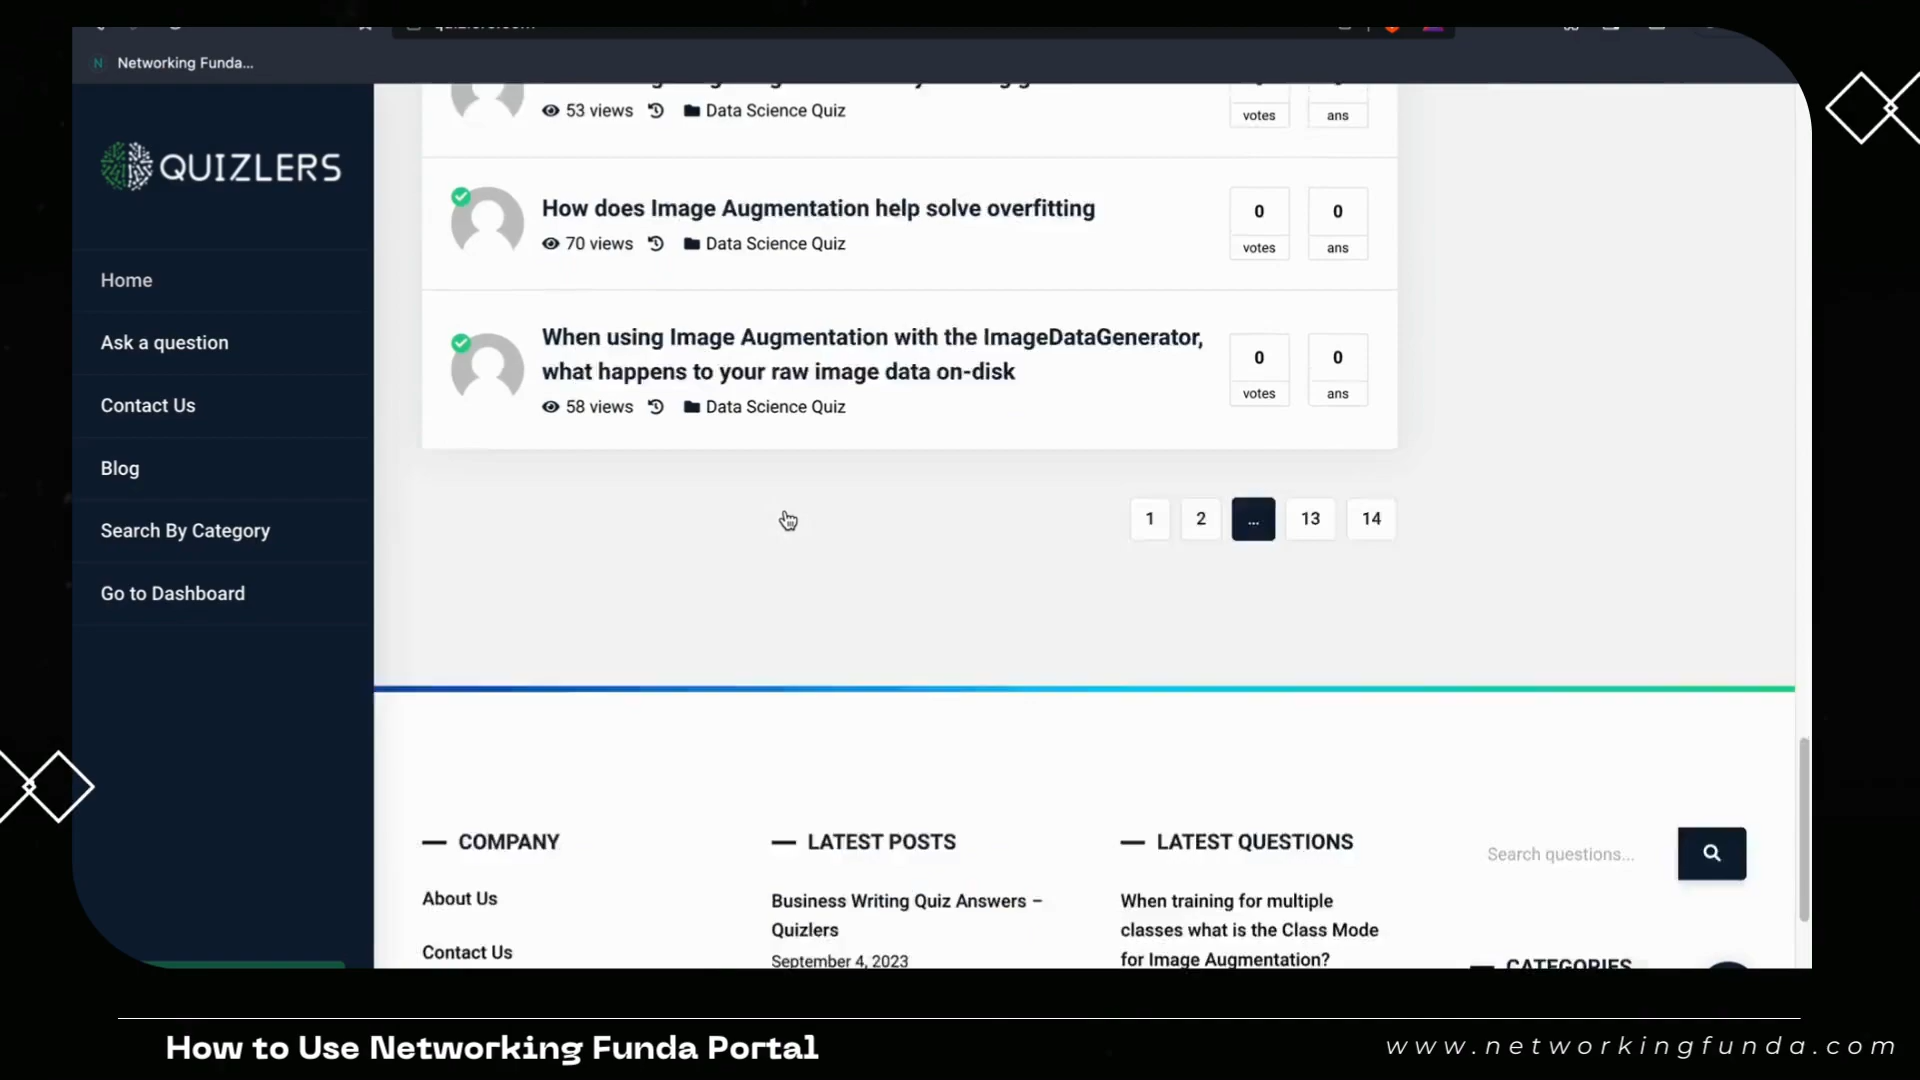 Networking Funda...
QUIZLERS
Home
Ask a question
Contact Us
Blog
Search By Category
Go to Dashboard
53 views Data Science Quiz
votes ans
How does Image Augmentation help solve overfitting
70 views Data Science Quiz
0 0
votes ans
When using Image Augmentation with the ImageDataGenerator,
what happens to your raw image data on-disk
58 views Data Science Quiz
0 0
votes ans
1 2 ... 13 14
COMPANY
About Us
Contact Us
LATEST POSTS
Business Writing Quiz Answers –
Quizlers
September 4, 2023
LATEST QUESTIONS
When training for multiple
classes what is the Class Mode
for Image Augmentation?
Search questions...
CATEGORIES
How to Use Networking Funda Portal
www.networkingfunda.com